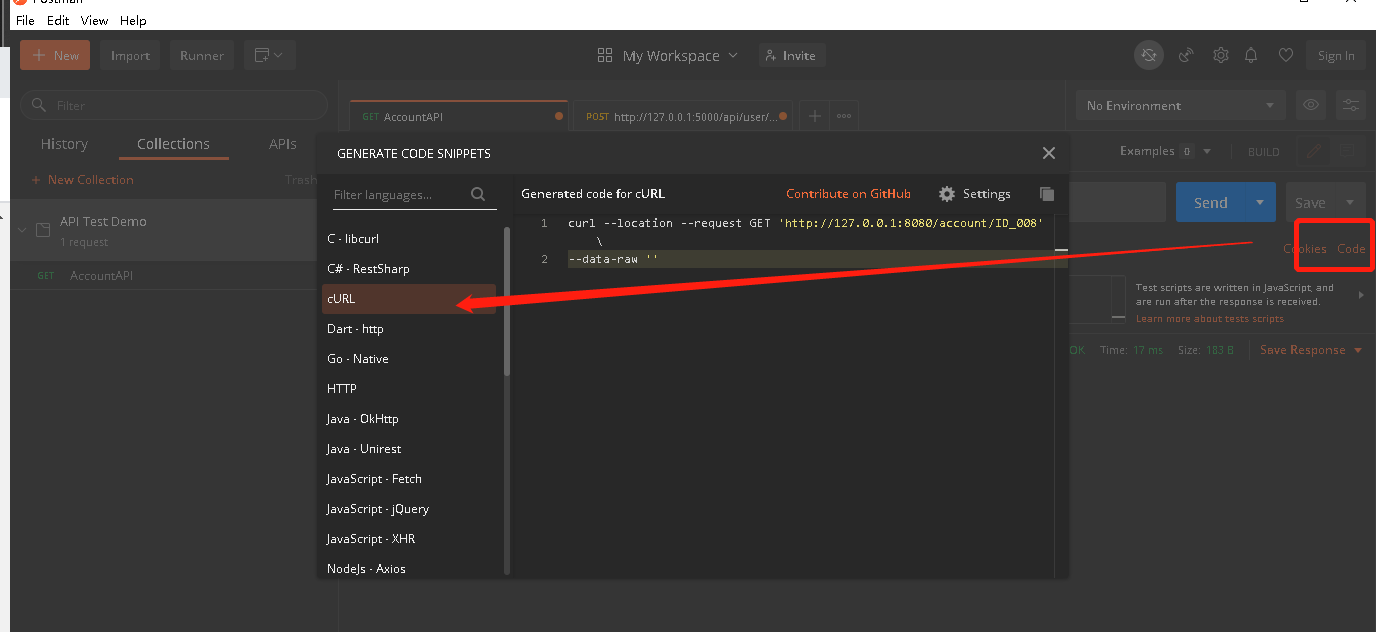 Postman
File Edit View Help
+ New Import Runner My Workspace Invite Sign In
Filter
GET AccountAPI POST http://127.0.0.1:5000/api/user/... + No Environment
History Collections APIs
GENERATE CODE SNIPPETS
Examples 0 BUILD
+ New Collection Trash
Filter languages... Generated code for cURL Contribute on GitHub Settings
Send Save
API Test Demo
1 request
1 curl --location --request GET 'http://127.0.0.1:8080/account/ID_008'
\
2 --data-raw ''
Cookies Code
GET AccountAPI
C - libcurl
C# - RestSharp
cURL
Dart - http
Go - Native
HTTP
Java - OkHttp
Java - Unirest
JavaScript - Fetch
JavaScript - jQuery
JavaScript - XHR
NodeJs - Axios
Test scripts are written in JavaScript, and
are run after the response is received.
Learn more about tests scripts
OK Time: 17 ms Size: 183 B Save Response